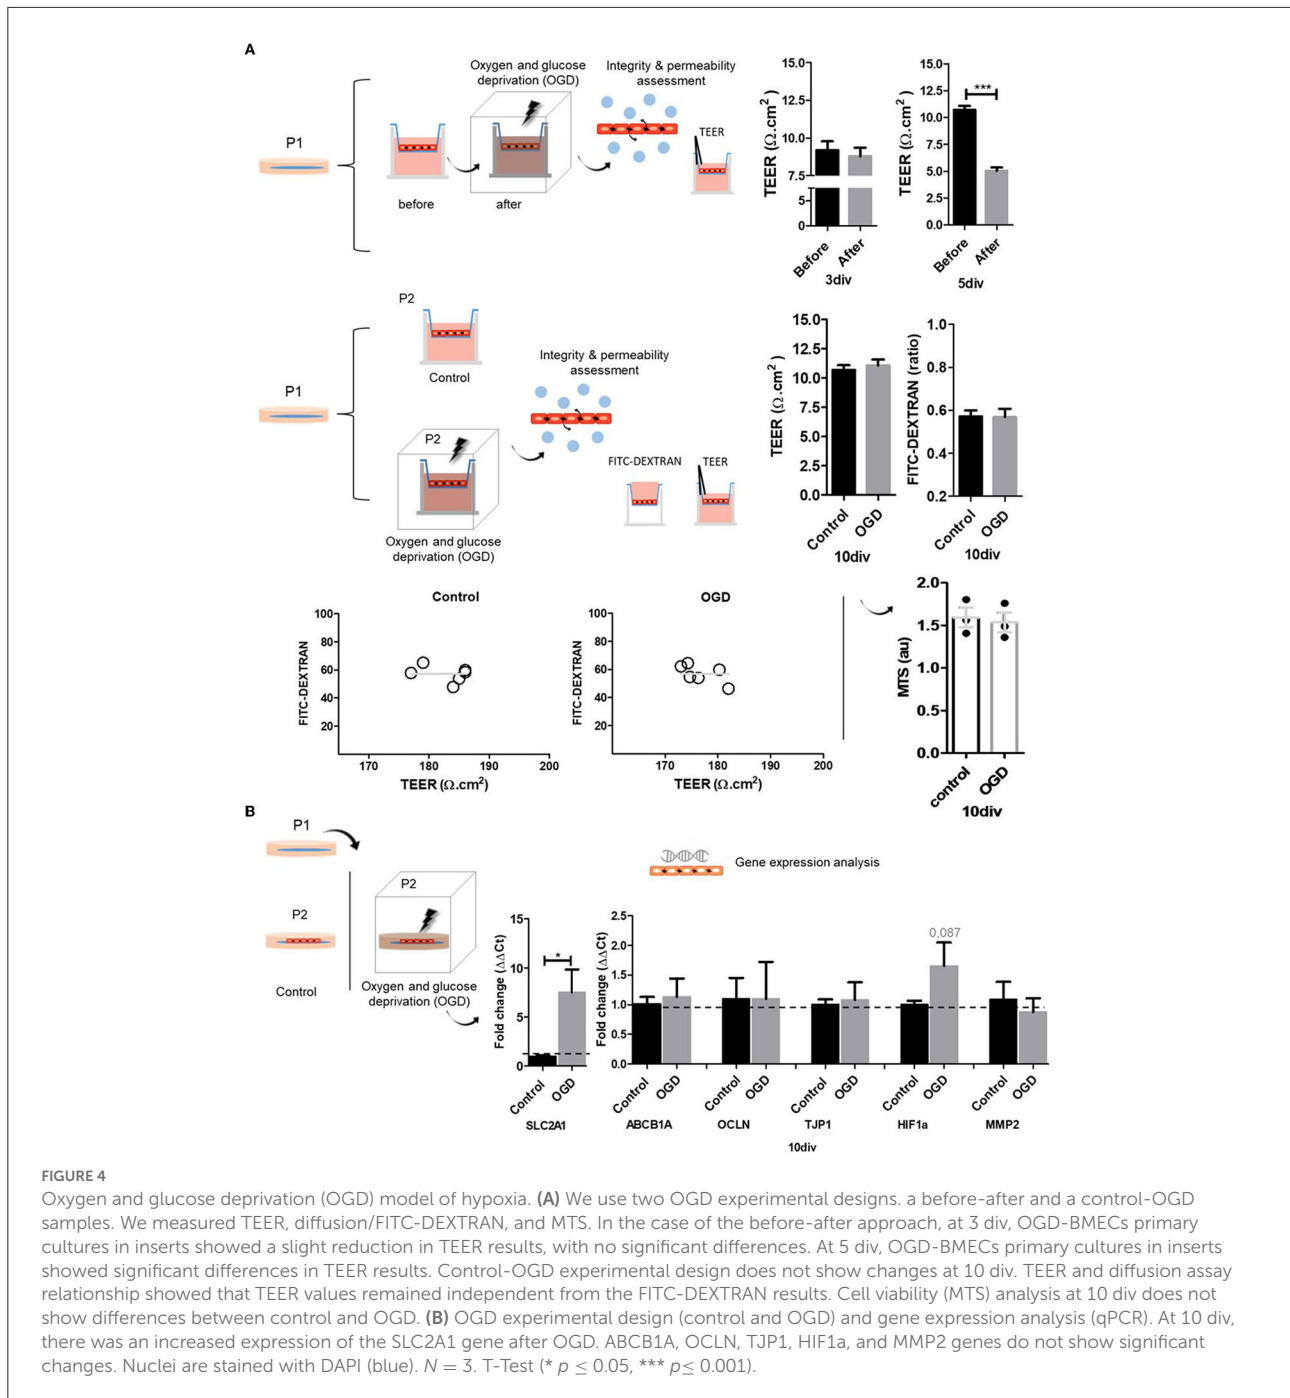 A
Oxygen and glucose
deprivation (OGD)
Integrity & permeability
assessment
P1
TEER
before
after
TEER (Ω.cm²)
15.0
12.5
10.0
7.5
5
0
Before
After
3div
TEER (Ω.cm²)
15.0
12.5
10.0
7.5
5.0
2.5
0.0
***
Before
After
5div
P2
Control
P1
Integrity & permeability
assessment
P2
FITC-DEXTRAN
TEER
Oxygen and glucose
deprivation (OGD)
TEER (Ω.cm²)
15.0
12.5
10.0
7.5
5.0
2.5
0.0
Control
OGD
10div
FITC-DEXTRAN (ratio)
1.0
0.8
0.6
0.4
0.2
Control
OGD
10div
Control
FITC-DEXTRAN
100
80
60
40
20
170
180
190
200
TEER (Ω.cm²)
OGD
FITC-DEXTRAN
100
80
60
40
20
170
180
190
200
TEER (Ω.cm²)
MTS (au)
2.0
1.5
1.0
0.5
0.0
control
OGD
10div
B
P1
P2
Control
P2
Oxygen and glucose
deprivation (OGD)
Gene expression analysis
Fold change (ΔΔCt)
15
10
5
0
*
Control
OGD
SLC2A1
Fold change (ΔΔCt)
2.5
2.0
1.5
1.0
0.5
0.0
0,087
Control
OGD
Control
OGD
Control
OGD
Control
OGD
Control
OGD
ABCB1A
OCLN
TJP1
HIF1a
MMP2
10div
FIGURE 4
Oxygen and glucose deprivation (OGD) model of hypoxia. (A) We use two OGD experimental designs. a before-after and a control-OGD
samples. We measured TEER, diffusion/FITC-DEXTRAN, and MTS. In the case of the before-after approach, at 3 div, OGD-BMECs primary
cultures in inserts showed a slight reduction in TEER results, with no significant differences. At 5 div, OGD-BMECs primary cultures in inserts
showed significant differences in TEER results. Control-OGD experimental design does not show changes at 10 div. TEER and diffusion assay
relationship showed that TEER values remained independent from the FITC-DEXTRAN results. Cell viability (MTS) analysis at 10 div does not
show differences between control and OGD. (B) OGD experimental design (control and OGD) and gene expression analysis (qPCR). At 10 div,
there was an increased expression of the SLC2A1 gene after OGD. ABCB1A, OCLN, TJP1, HIF1a, and MMP2 genes do not show significant
changes. Nuclei are stained with DAPI (blue). N = 3. T-Test (* p ≤ 0.05, *** p≤ 0.001).